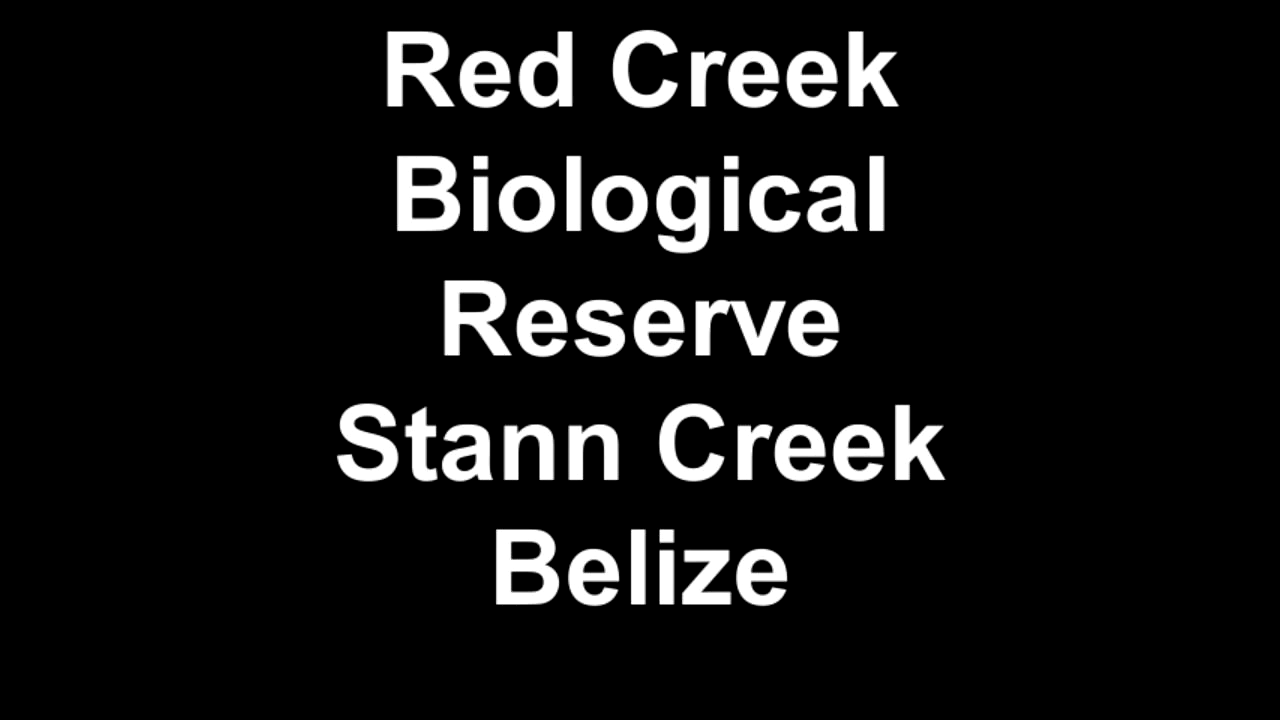 Red Creek
Biological
Reserve
Stann Creek
Belize